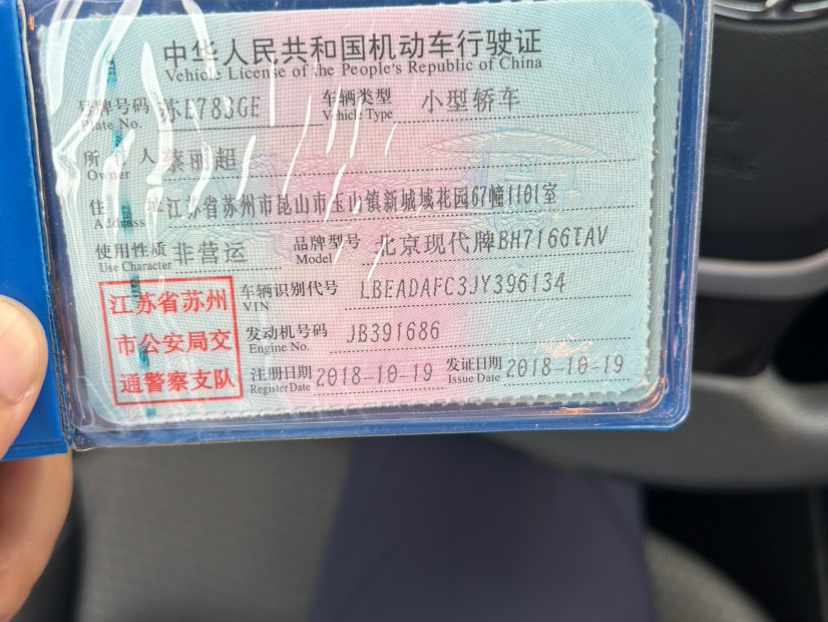 中华人民共和国机动车行驶证
Vehicle License of the People's Republic of China
号牌号码 苏E783GE 车辆类型 小型轿车
Plate No. Vehicle Type
所 人 蔡丽超
Owner
住 址 江苏省苏州市昆山市玉山镇新城域花园67幢1101室
Address
使用性质 非营运 品牌型号 北京现代牌BH7166TAV
Use Character Model
江苏省苏州 车辆识别代号 LBEADAFC3JY396134
VIN
市公安局交 发动机号码 JB391686
Engine No.
通警察支队 注册日期 2018-10-19 发证日期 2018-10-19
Register Date Issue Date